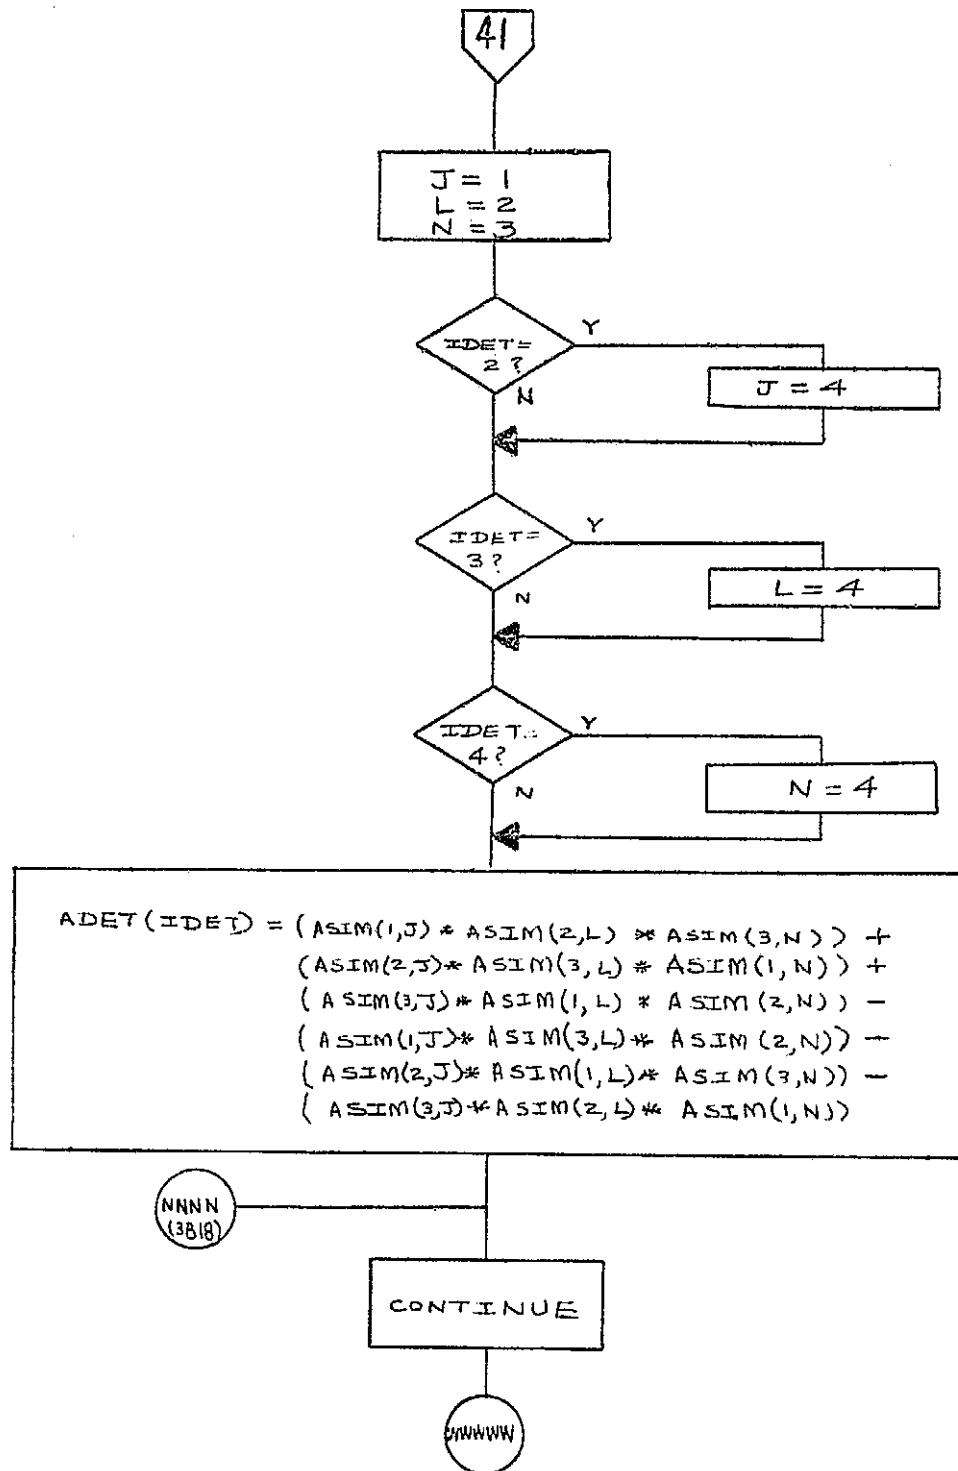 41
J = 1
L = 2
N = 3
IDET=
2?
Y
N
J = 4
IDET=
3?
Y
N
L = 4
IDET=
4?
Y
N
N = 4
ADET(IDET) = (ASIM(1,J) * ASIM(2,L) * ASIM(3,N)) +
(ASIM(2,J)* ASIM(3,L) * ASIM(1,N)) +
(ASIM(3,J)* ASIM(1,L) * ASIM(2,N)) −
(ASIM(1,J)* ASIM(3,L)* ASIM(2,N)) −
(ASIM(2,J)* ASIM(1,L)* ASIM(3,N)) −
(ASIM(3,J)*ASIM(2,L)* ASIM(1,N))
NNNN
(3818)
CONTINUE